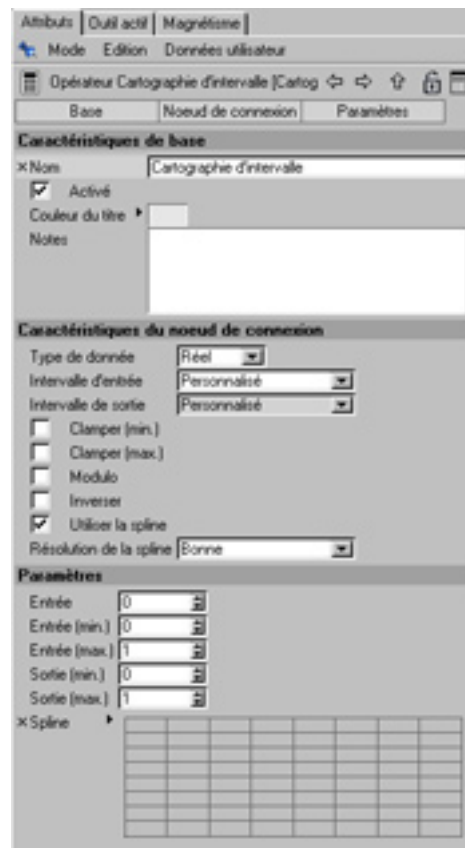 Attributs Outil actif Magnétisme
Mode Edition Données utilisateur
Opérateur Cartographie d'intervalle [Cartog
Base Noeud de connexion Paramètres
Caractéristiques de base
Nom Cartographie d'intervalle
Activé
Couleur du titre
Notes
Caractéristiques du noeud de connexion
Type de donnée Réel
Intervalle d'entrée Personnalisé
Intervalle de sortie Personnalisé
Clamper (min.)
Clamper (max.)
Modulo
Inverser
Utiliser la spline
Résolution de la spline Bonne
Paramètres
Entrée 0
Entrée (min.) 0
Entrée (max.) 1
Sortie (min.) 0
Sortie (max.) 1
Spline